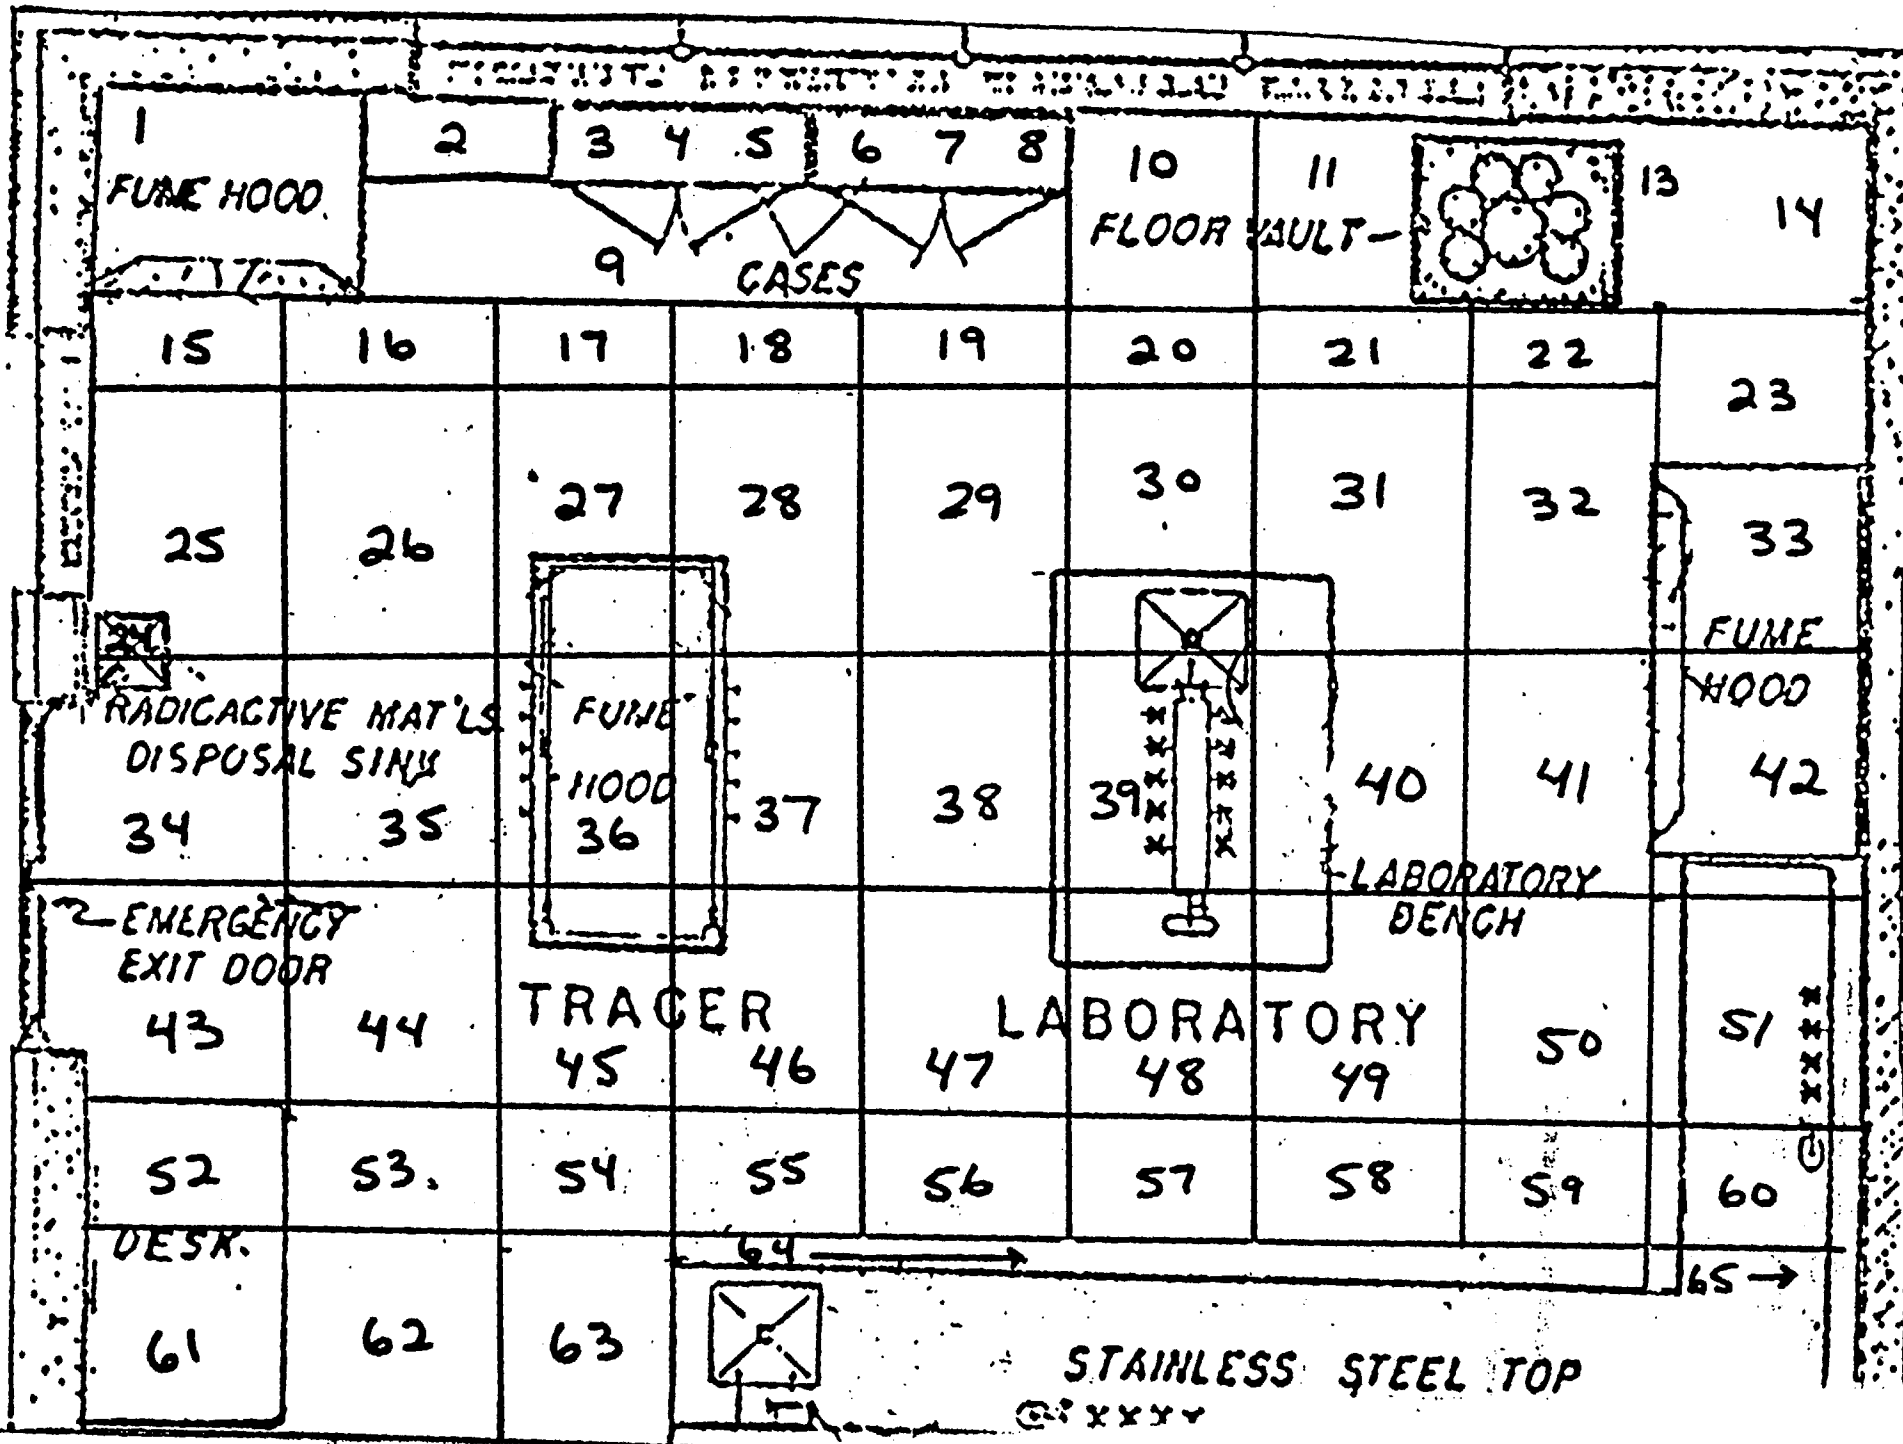 1
2
3 4 5 6 7 8
10
11
13
14
FUME HOOD.
FLOOR VAULT
9
CASES
15 16 17 18 19 20 21 22
23
25 26 27 28 29 30 31 32
33
24
FUME
HOOD
RADIOACTIVE MAT'LS.
DISPOSAL SINK
FUME
HOOD
34 35 36 37 38 39 40 41 42
LABORATORY
BENCH
EMERGENCY
EXIT DOOR
TRACER LABORATORY
43 44 45 46 47 48 49 50 51
52 53. 54 55 56 57 58 59 60
DESK.
64
65
61 62 63
STAINLESS STEEL TOP
X X X Y